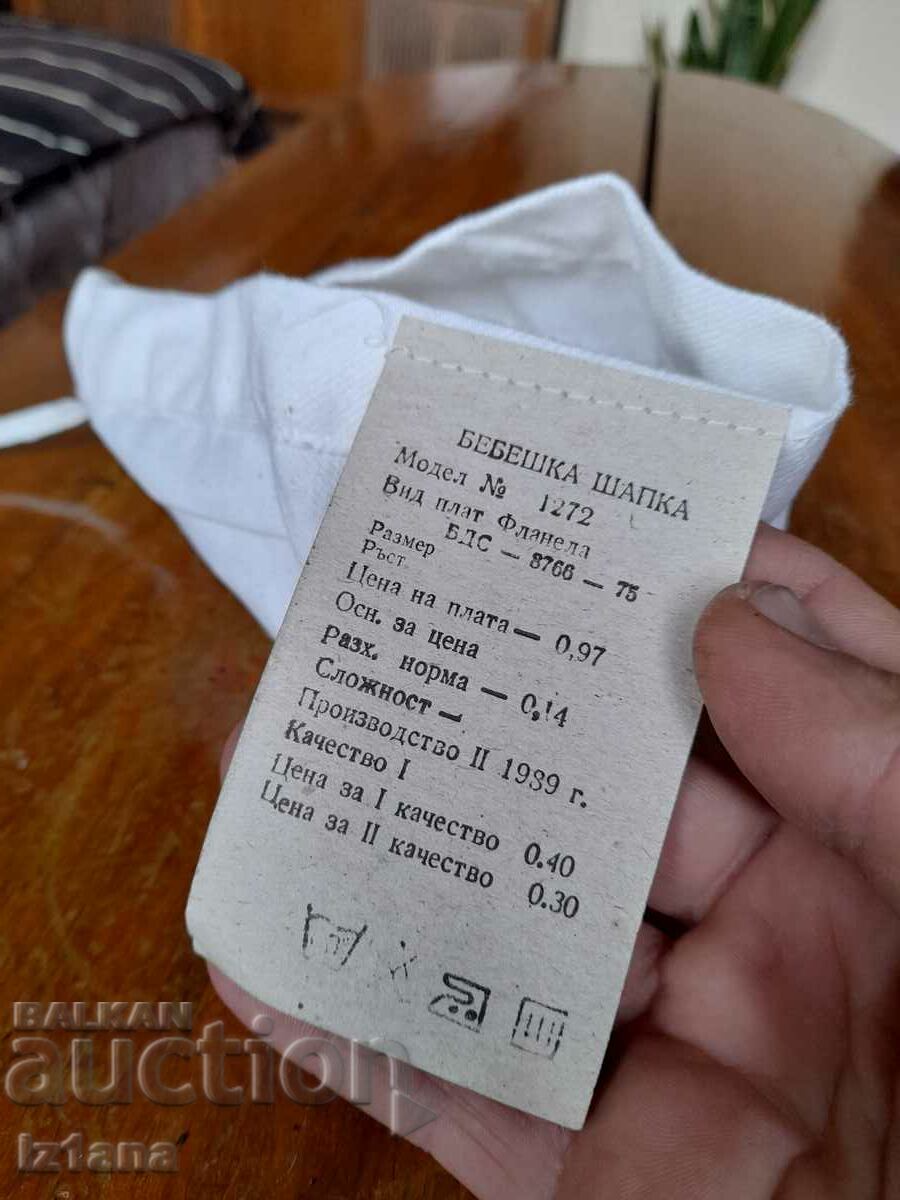 БЕБЕШКА ШАПКА
Модел № 1272
Вид плат Фланела
БДС — 8766 — 75
Размер
Ръст
Цена на плата — 0,97
Осн. за цена
Разх. норма — 0,14
Сложност —
Производство II 1989 г.
Качество I
Цена за I качество 0.40
Цена за II качество 0.30
BALKAN
auction
Iz1ana